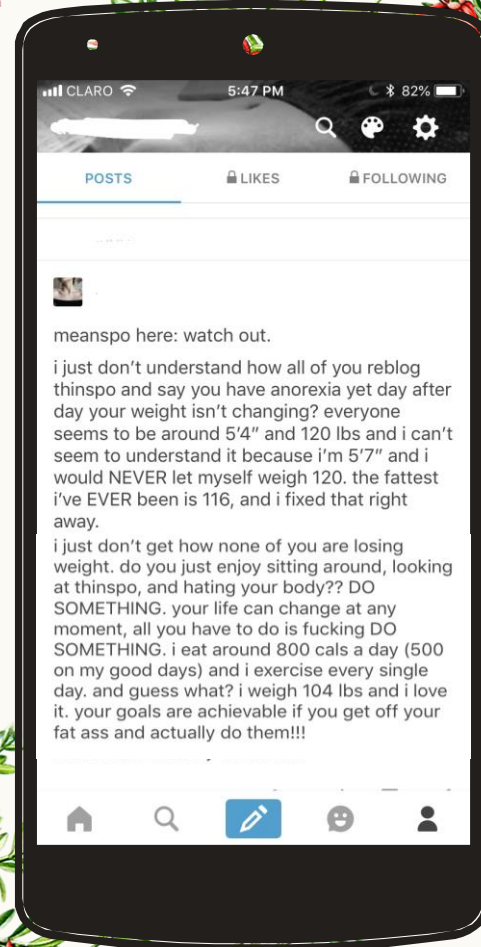 CLARO 5:47 PM 82%
POSTS LIKES FOLLOWING
meanspo here: watch out.
i just don't understand how all of you reblog
thinspo and say you have anorexia yet day after
day your weight isn't changing? everyone
seems to be around 5'4" and 120 lbs and i can't
seem to understand it because i'm 5'7" and i
would NEVER let myself weigh 120. the fattest
i've EVER been is 116, and i fixed that right
away.
i just don't get how none of you are losing
weight. do you just enjoy sitting around, looking
at thinspo, and hating your body?? DO
SOMETHING. your life can change at any
moment, all you have to do is fucking DO
SOMETHING. i eat around 800 cals a day (500
on my good days) and i exercise every single
day. and guess what? i weigh 104 lbs and i love
it. your goals are achievable if you get off your
fat ass and actually do them!!!